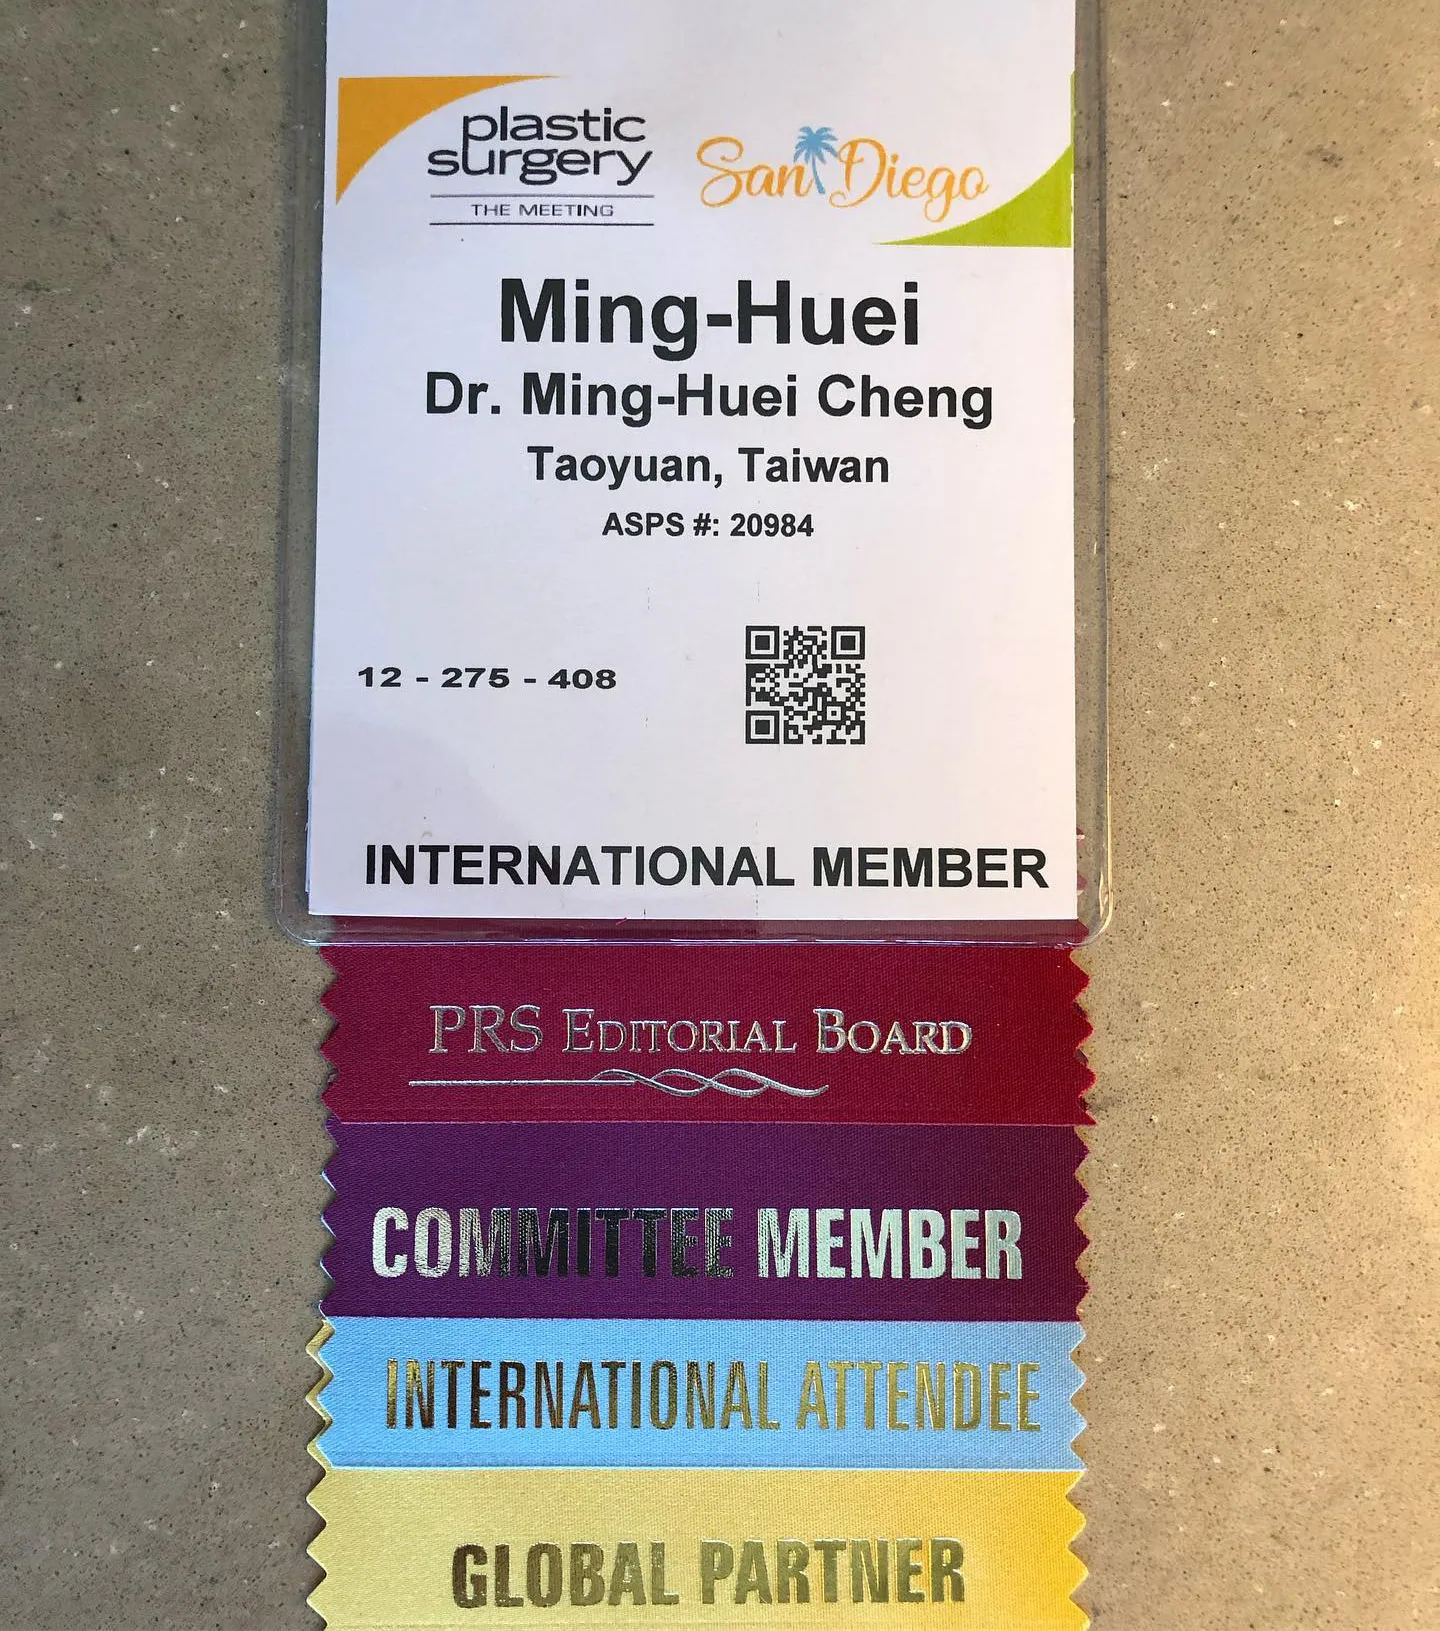 plastic
surgery
THE MEETING
San Diego
Ming-Huei
Dr. Ming-Huei Cheng
Taoyuan, Taiwan
ASPS #: 20984
12 - 275 - 408
INTERNATIONAL MEMBER
PRS EDITORIAL BOARD
COMMITTEE MEMBER
INTERNATIONAL ATTENDEE
GLOBAL PARTNER